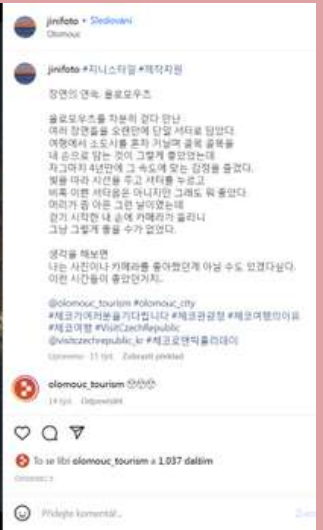 jinifoto • Sledování
Olomouc
jinifoto #지니스타일 #제작지원
장면의 연속, 올로모우츠
올로모우츠를 차분히 걷다 만난
여러 장면들을 오랜만에 단일 셔터로 담았다.
여행에서 소도시를 혼자 거닐며 골목 골목을
내 손으로 담는 것이 그렇게 좋았었는데
자그마치 4년만에 그 속도에 맞는 감정을 즐겼다.
빛을 따라 시선을 주고 셔터를 누르고
비록 이쁜 셔터음은 아니지만 그래도 뭐 좋았다.
머리가 좀 아픈 그런 날이였는데
걷기 시작한 내 손에 카메라가 들리니
그냥 그렇게 좋을 수가 없었다.
생각을 해보면
나는 사진이나 카메라를 좋아했던게 아닐 수도 있겠다싶다.
이런 시간들이 좋았던거지..
@olomouc_tourism #olomouc_city
#체코가여러분을기다립니다 #체코관광청 #체코여행의이유
#체코여행 #VisitCzechRepublic
@visitczechrepublic_kr #체코로맨틱홀리데이
Upraveno · týd. Zobrazit překlad
olomouc_tourism 😍😍😍
14 týd. Odpovědět
To se líbí olomouc_tourism a 1.037 dalším
Přidejte komentář...